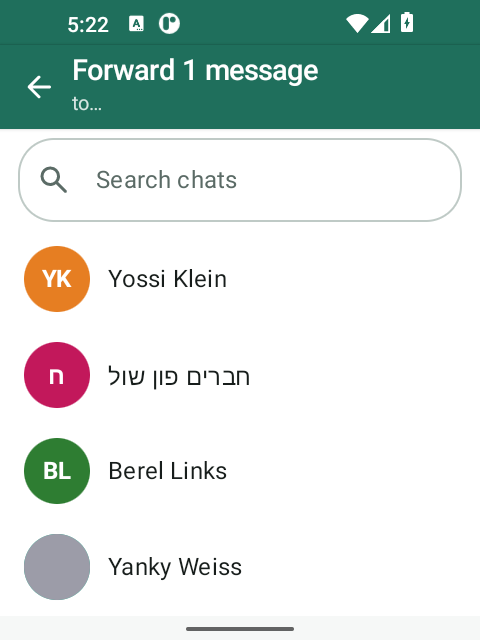 5:22
Forward 1 message
to...
Search chats
YK
Yossi Klein
ח
חברים פון שול
BL
Berel Links
Yanky Weiss